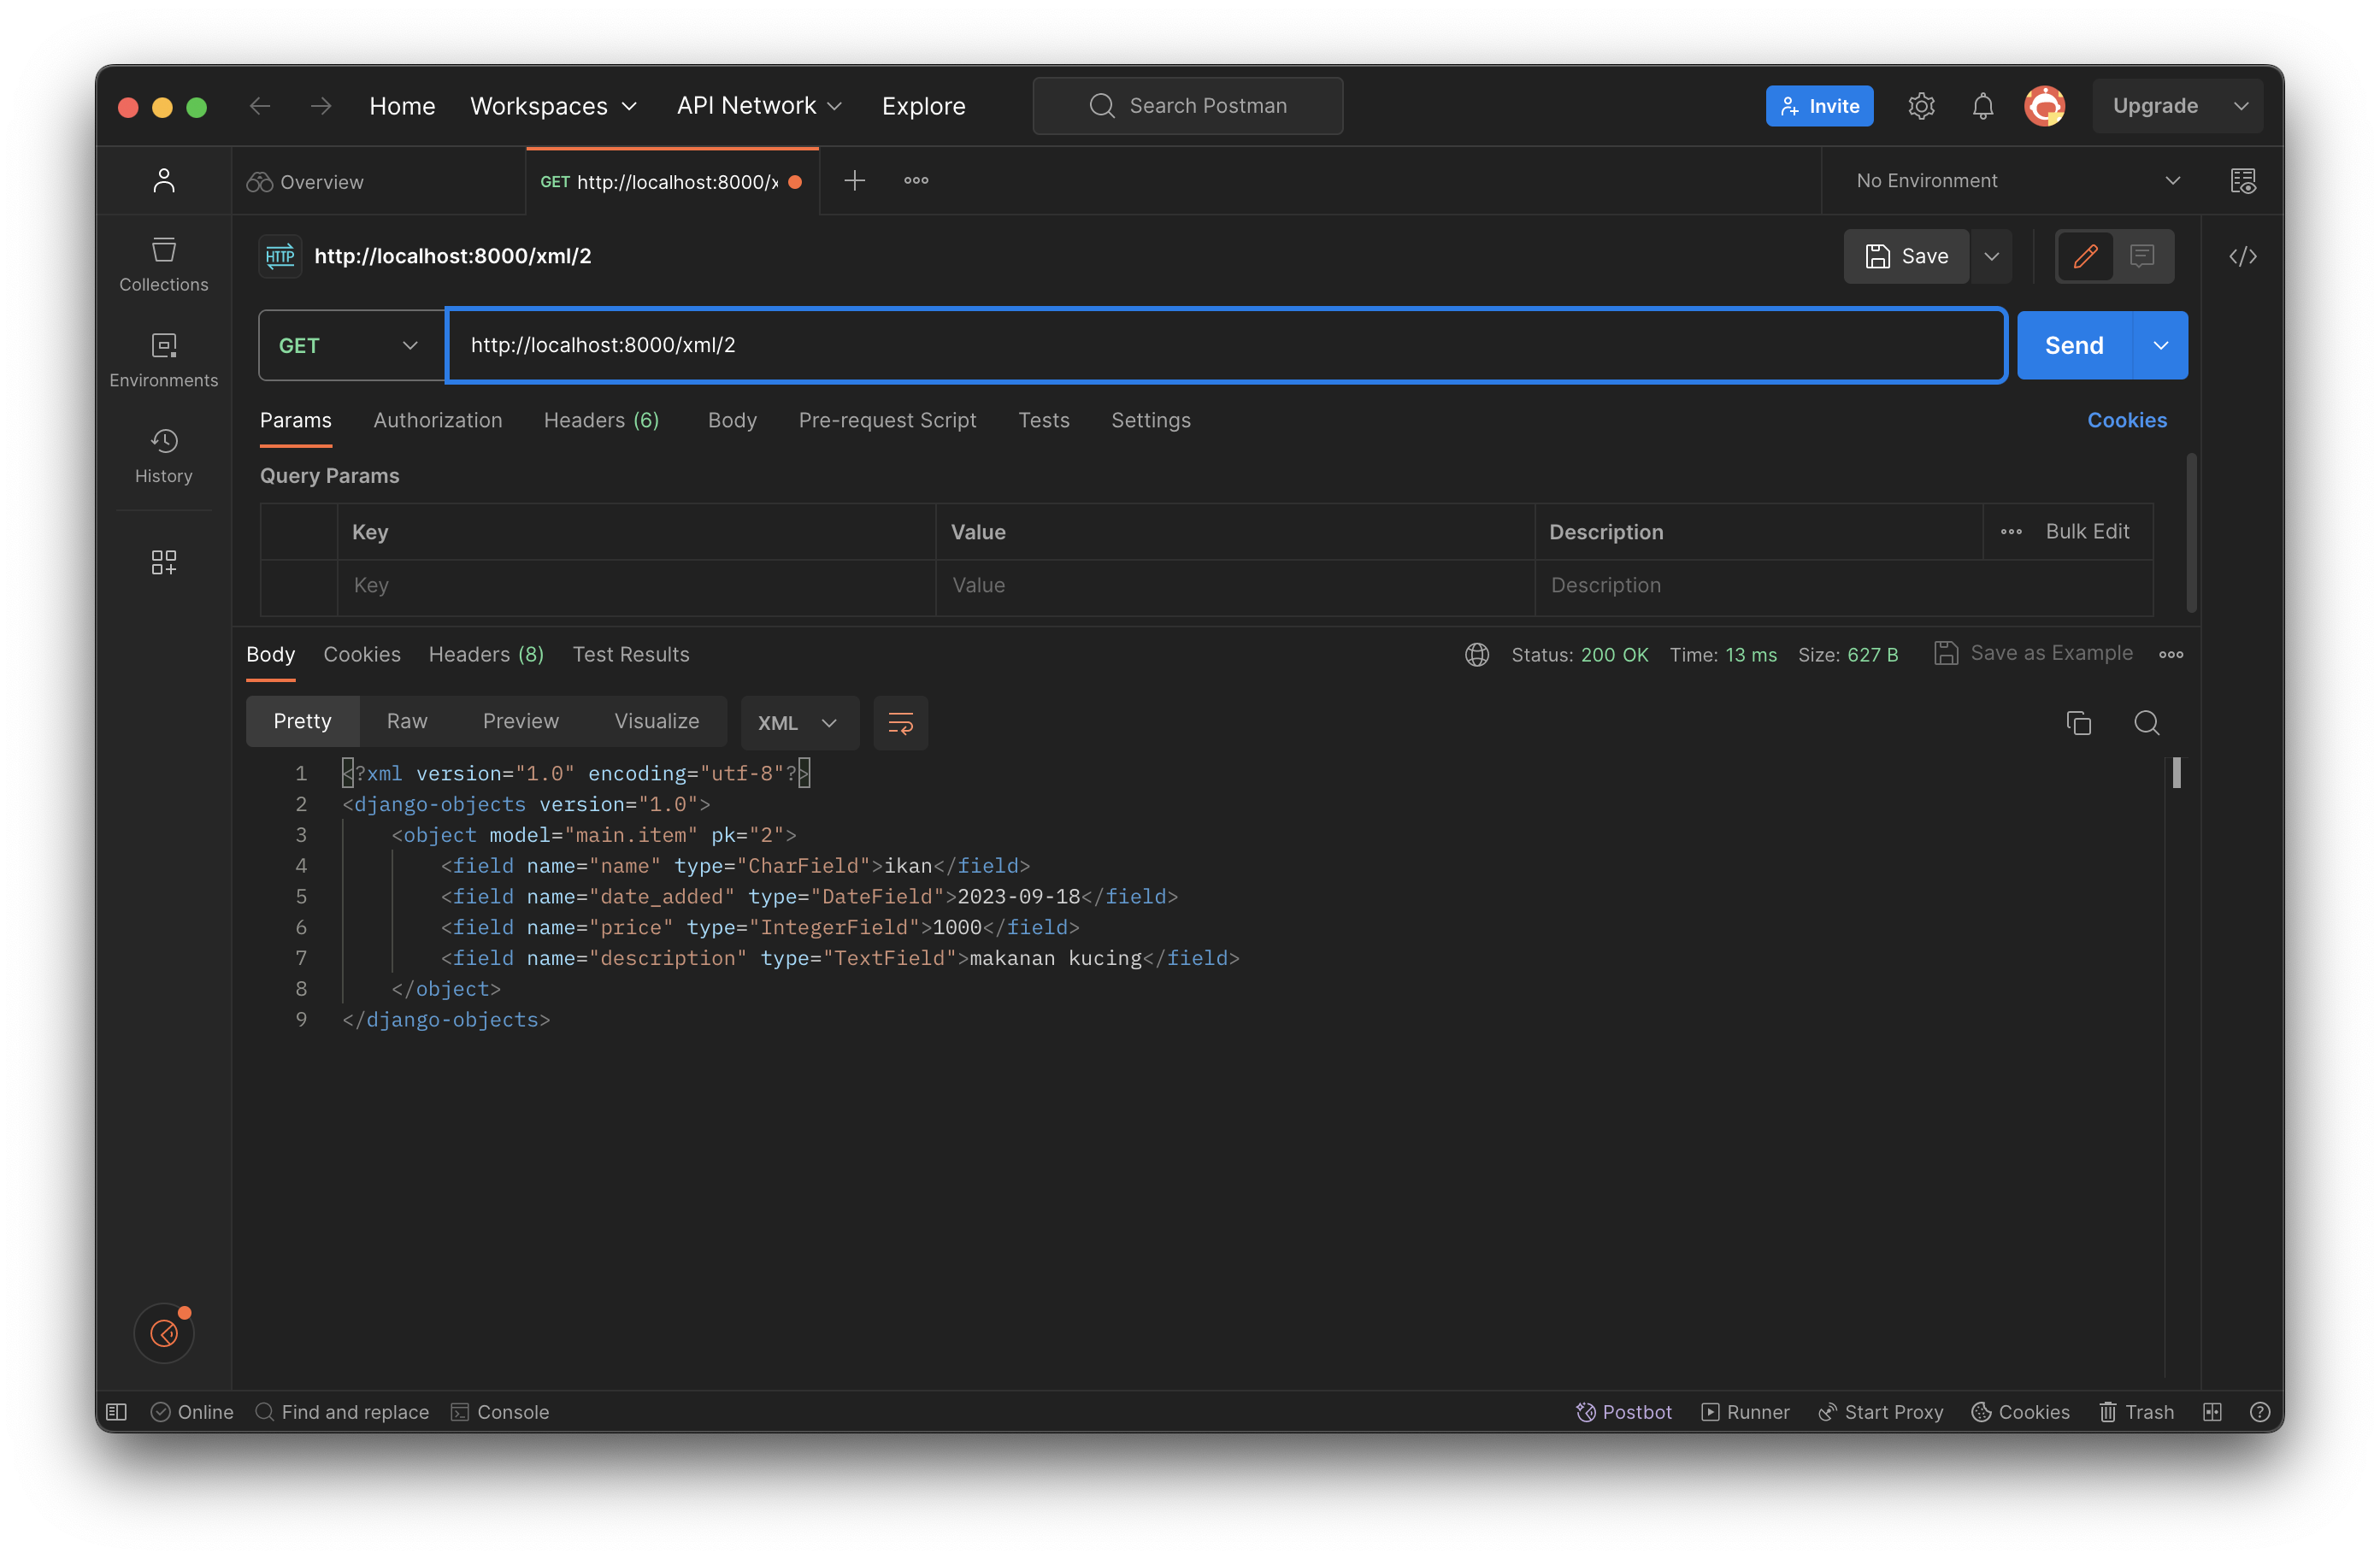 Home Workspaces API Network Explore Search Postman Invite Upgrade
Overview GET http://localhost:8000/x No Environment
HTTP http://localhost:8000/xml/2 Save
Collections
GET http://localhost:8000/xml/2 Send
Environments
Params Authorization Headers (6) Body Pre-request Script Tests Settings Cookies
History
Query Params
Key Value Description Bulk Edit
Key Value Description
Body Cookies Headers (8) Test Results Status: 200 OK Time: 13 ms Size: 627 B Save as Example
Pretty Raw Preview Visualize XML
1 <?xml version="1.0" encoding="utf-8"?>
2 <django-objects version="1.0">
3 <object model="main.item" pk="2">
4 <field name="name" type="CharField">ikan</field>
5 <field name="date_added" type="DateField">2023-09-18</field>
6 <field name="price" type="IntegerField">1000</field>
7 <field name="description" type="TextField">makanan kucing</field>
8 </object>
9 </django-objects>
Online Find and replace Console Postbot Runner Start Proxy Cookies Trash